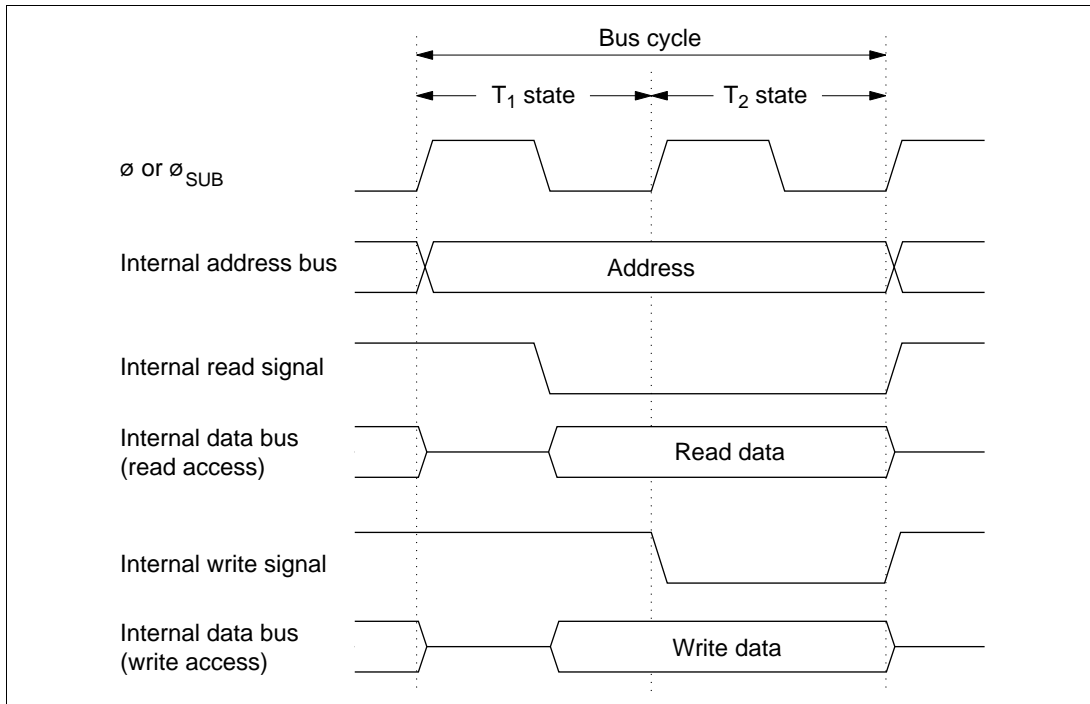 Bus cycle
T1 state
T2 state
ø or øSUB
Internal address bus
Address
Internal read signal
Internal data bus
(read access)
Read data
Internal write signal
Internal data bus
(write access)
Write data